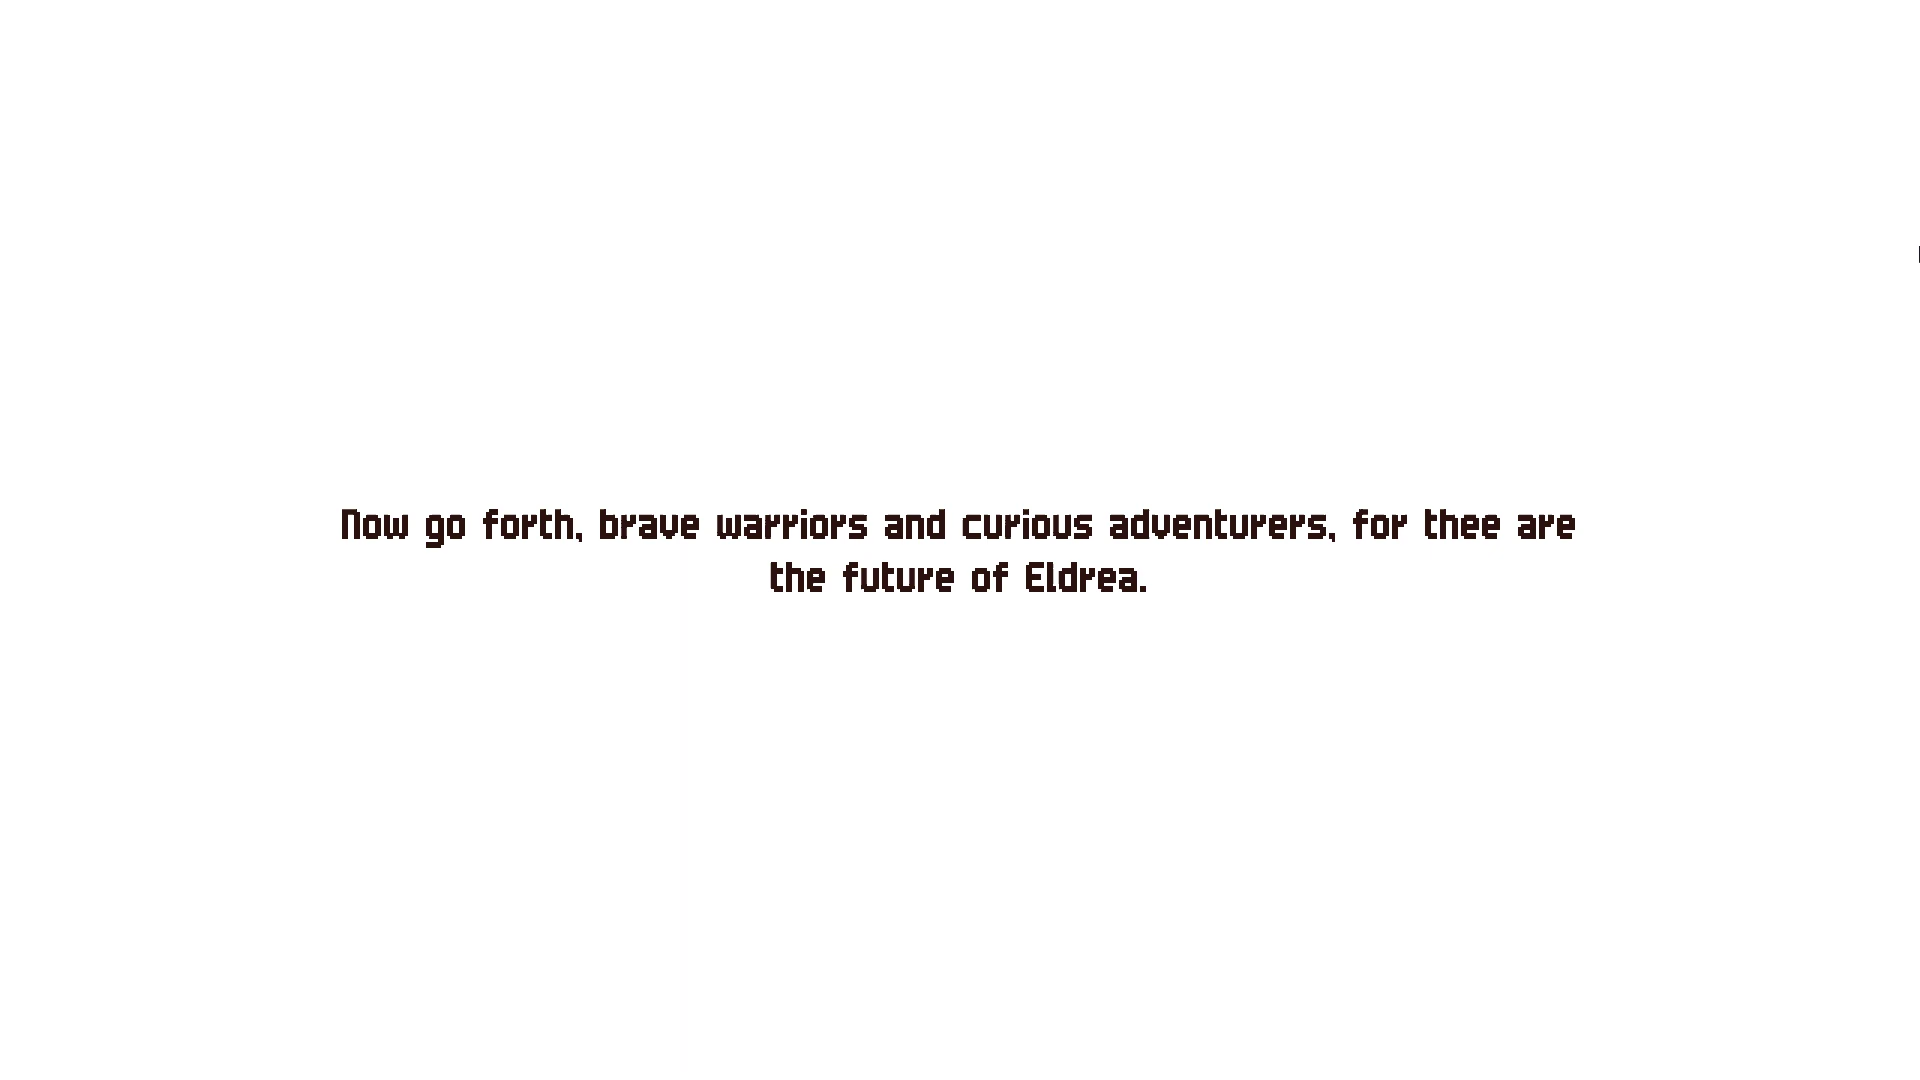 Now go forth, brave warriors and curious adventurers, for thee are
the future of Eldrea.